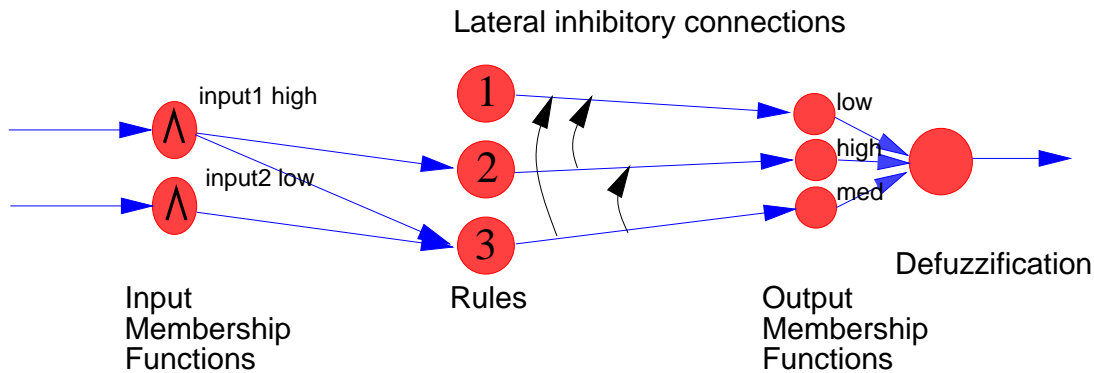 Lateral inhibitory connections
input1 high
input2 low
1
2
3
low
high
med
Defuzzification
Input
Membership
Functions
Rules
Output
Membership
Functions